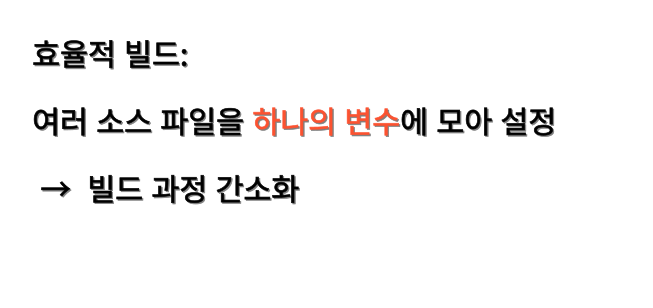 효율적 빌드:
여러 소스 파일을 하나의 변수에 모아 설정
→ 빌드 과정 간소화